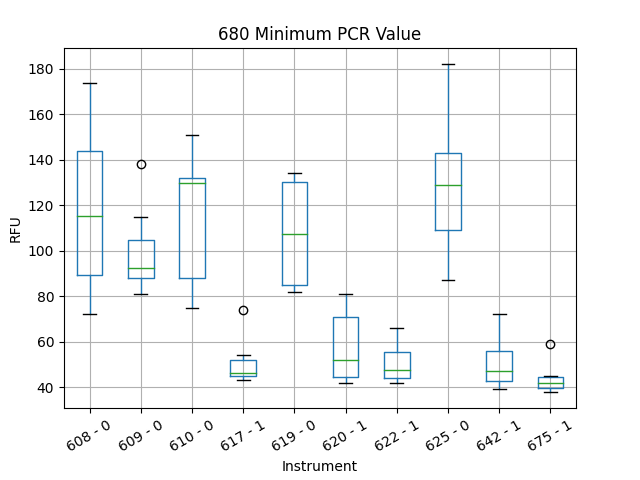 680 Minimum PCR Value
180
160
140
120
100
80
60
40
RFU
608 - 0
609 - 0
610 - 0
617 - 1
619 - 0
620 - 1
622 - 1
625 - 0
642 - 1
675 - 1
Instrument